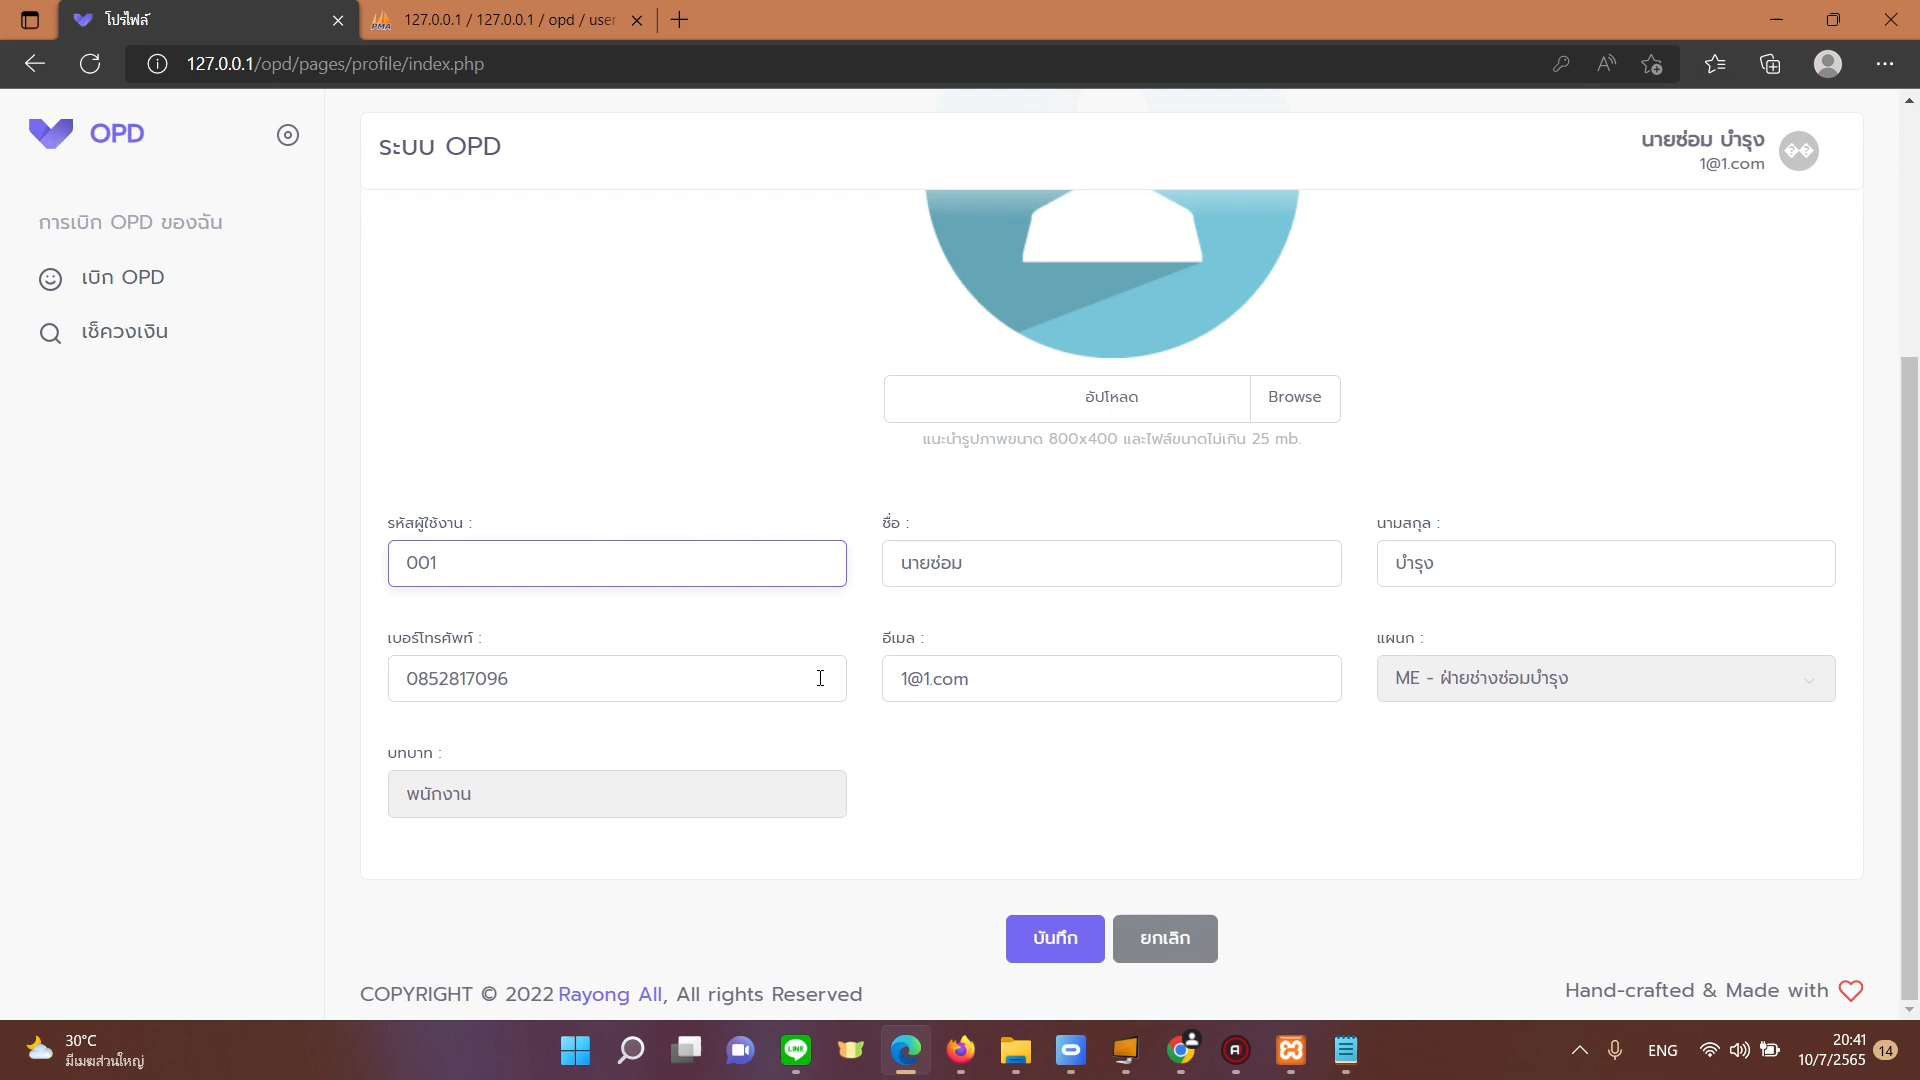 โปรไฟล์
127.0.0.1 / 127.0.0.1 / opd / user
127.0.0.1/opd/pages/profile/index.php
OPD
การเบิก OPD ของฉัน
เบิก OPD
เช็ควงเงิน
ระบบ OPD
นายซ่อม บำรุง
1@1.com
��
อัปโหลด
Browse
แนะนำรูปภาพขนาด 800x400 และไฟล์ขนาดไม่เกิน 25 mb.
รหัสผู้ใช้งาน :
ชื่อ :
นามสกุล :
001
นายซ่อม
บำรุง
เบอร์โทรศัพท์ :
อีเมล :
แผนก :
0852817096
1@1.com
ME - ฝ่ายช่างซ่อมบำรุง
บทบาท :
พนักงาน
บันทึก
ยกเลิก
COPYRIGHT © 2022 Rayong All, All rights Reserved
Hand-crafted & Made with
30°C
มีเมฆส่วนใหญ่
LINE
ENG
20:41
10/7/2565
14